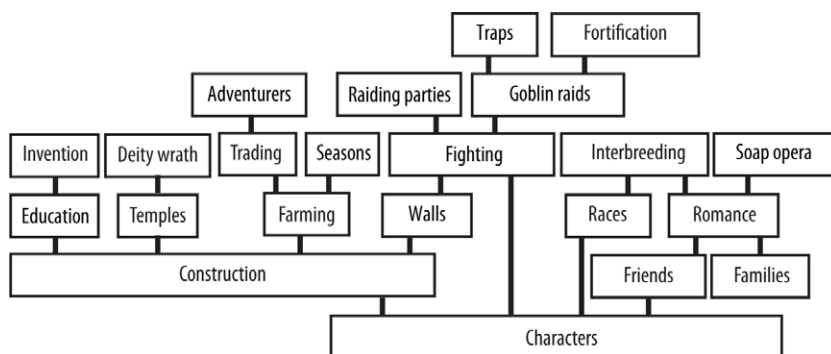 Traps
Fortification
Adventurers
Raiding parties
Goblin raids
Invention
Deity wrath
Trading
Seasons
Fighting
Interbreeding
Soap opera
Education
Temples
Farming
Walls
Races
Romance
Construction
Friends
Families
Characters